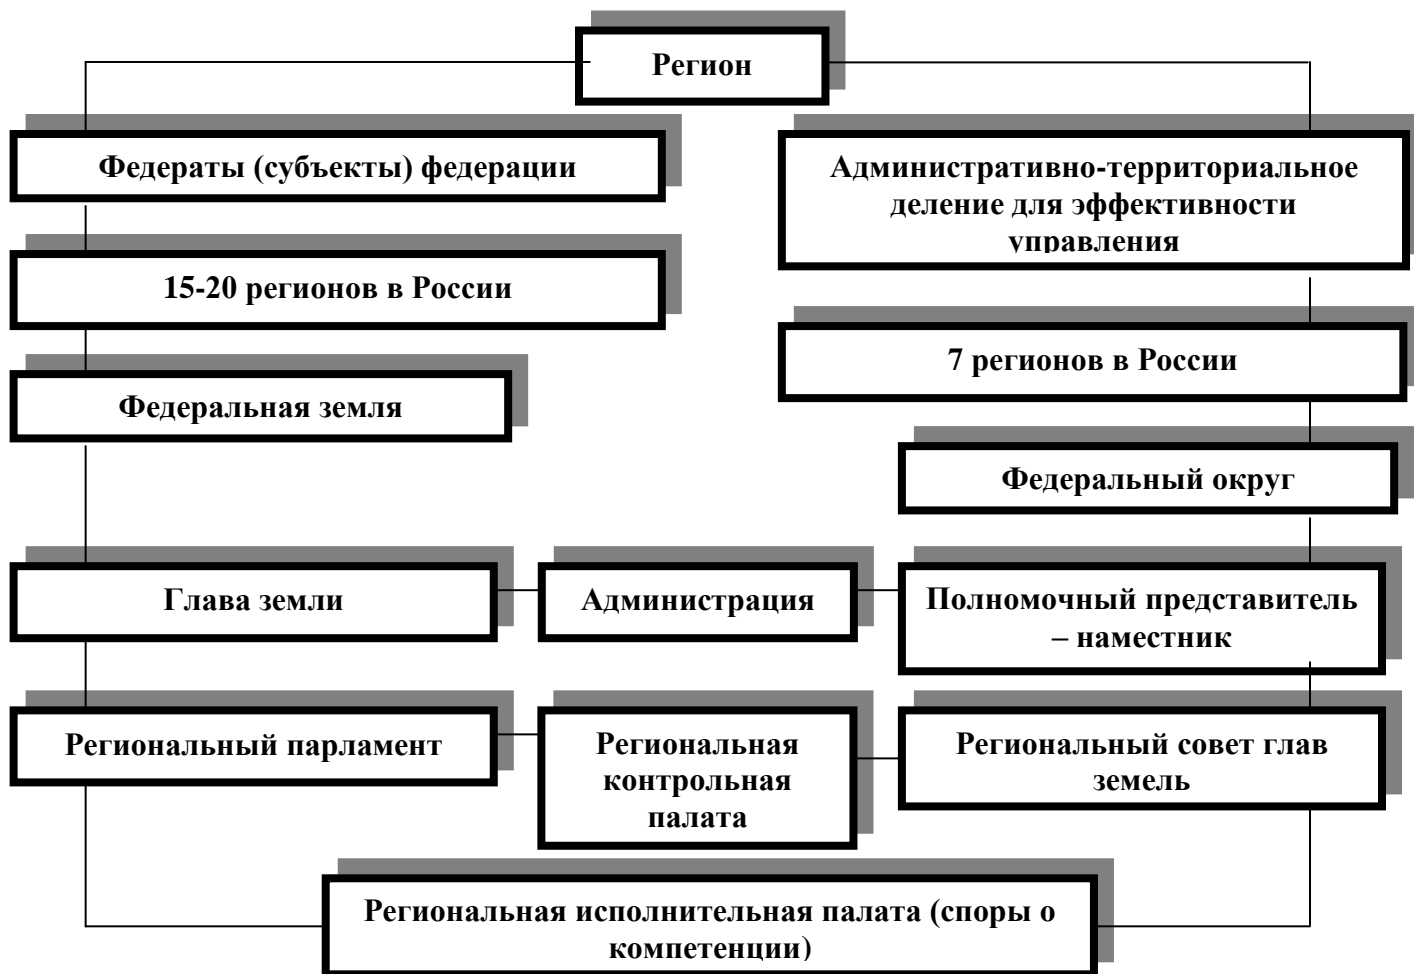 Регион
Федераты (субъекты) федерации
Административно-территориальное
деление для эффективности
управления
15-20 регионов в России
7 регионов в России
Федеральная земля
Федеральный округ
Глава земли
Администрация
Полномочный представитель
– наместник
Региональный парламент
Региональная
контрольная
палата
Региональный совет глав
земель
Региональная исполнительная палата (споры о
компетенции)